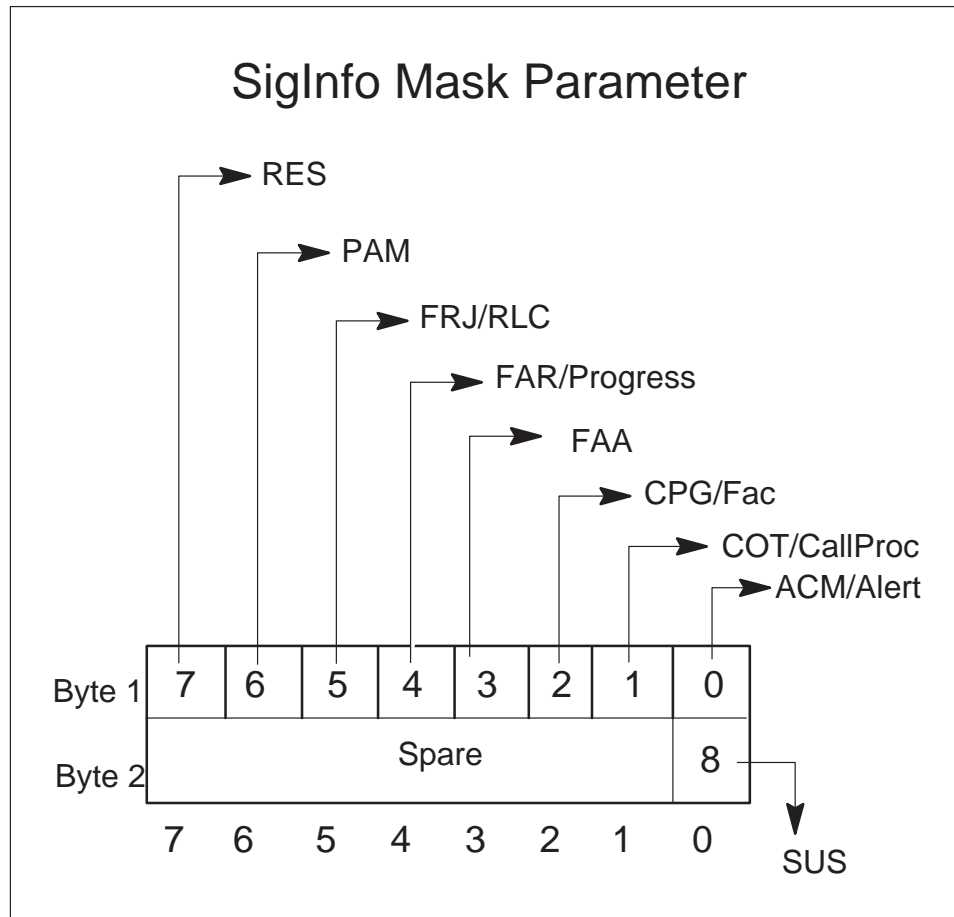 SigInfo Mask Parameter
RES
PAM
FRJ/RLC
FAR/Progress
FAA
CPG/Fac
COT/CallProc
ACM/Alert
Byte 1 7 6 5 4 3 2 1 0
Byte 2 Spare 8
7 6 5 4 3 2 1 0
SUS